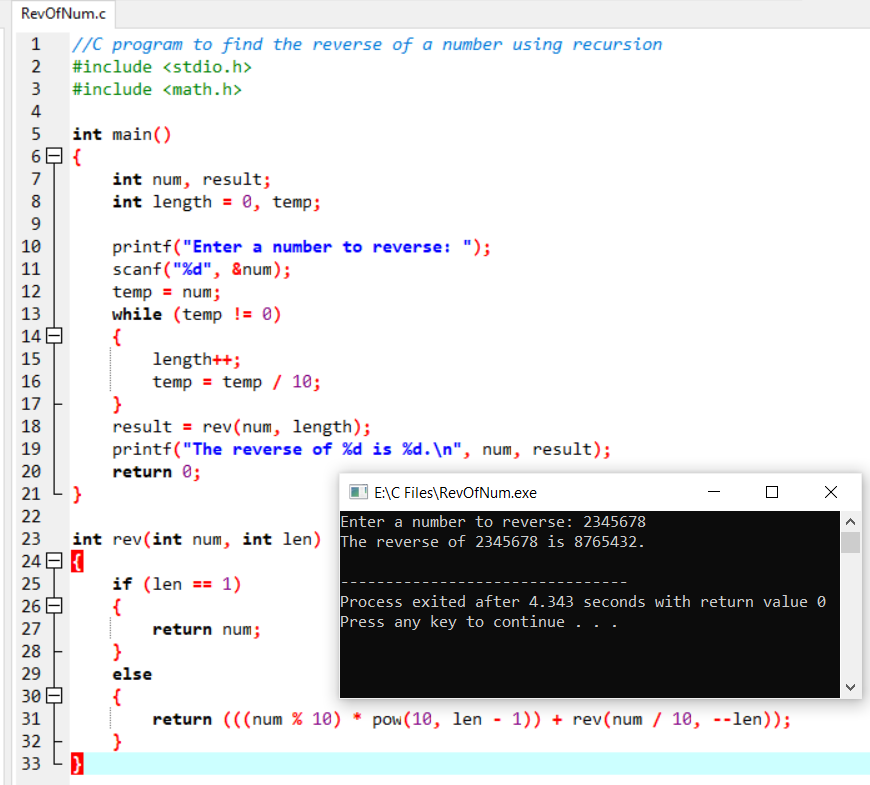 RevOfNum.c
1 //C program to find the reverse of a number using recursion
2 #include <stdio.h>
3 #include <math.h>
4
5 int main()
6 {
7     int num, result;
8     int length = 0, temp;
9
10     printf("Enter a number to reverse: ");
11     scanf("%d", &num);
12     temp = num;
13     while (temp != 0)
14     {
15         length++;
16         temp = temp / 10;
17     }
18     result = rev(num, length);
19     printf("The reverse of %d is %d.\n", num, result);
20     return 0;
21 }
22
23 int rev(int num, int len)
24 {
25     if (len == 1)
26     {
27         return num;
28     }
29     else
30     {
31         return (((num % 10) * pow(10, len - 1)) + rev(num / 10, --len));
32     }
33 }
E:\C Files\RevOfNum.exe
Enter a number to reverse: 2345678
The reverse of 2345678 is 8765432.
--------------------------------
Process exited after 4.343 seconds with return value 0
Press any key to continue . . .